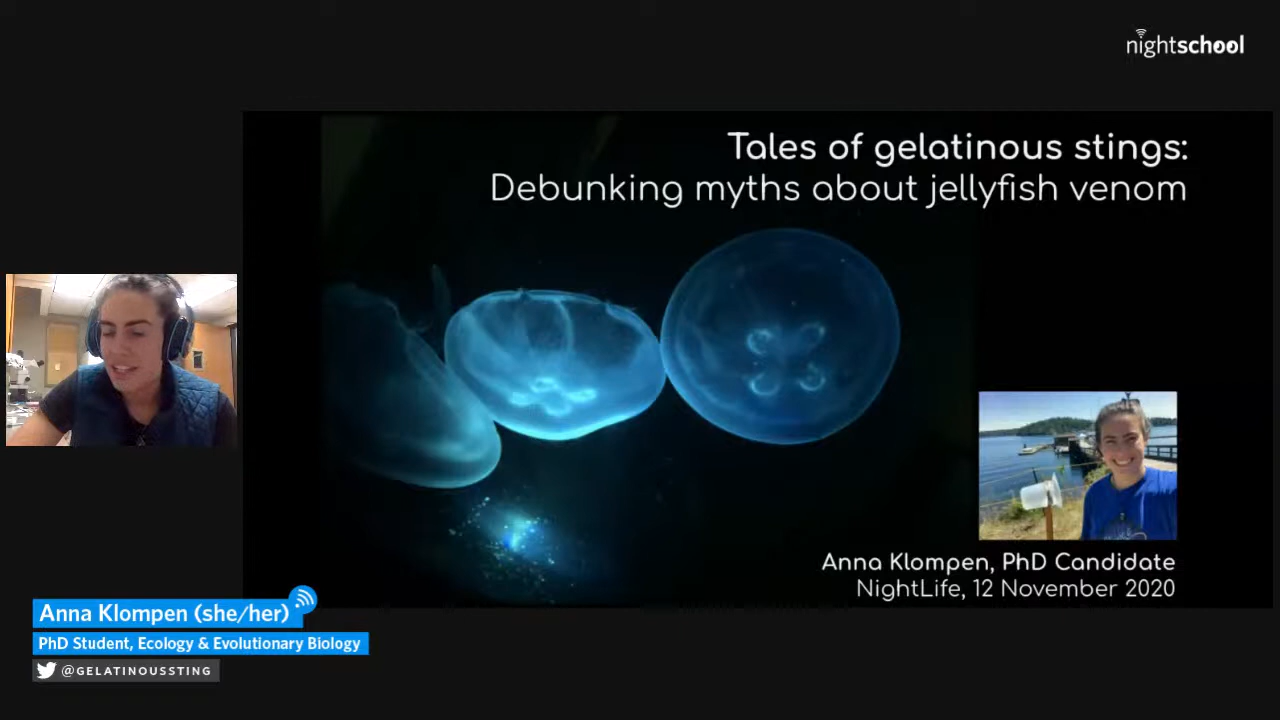 nightschool
Tales of gelatinous stings:
Debunking myths about jellyfish venom
Anna Klompen, PhD Candidate
NightLife, 12 November 2020
Anna Klompen (she/her)
PhD Student, Ecology & Evolutionary Biology
@GELATINOUSSTING